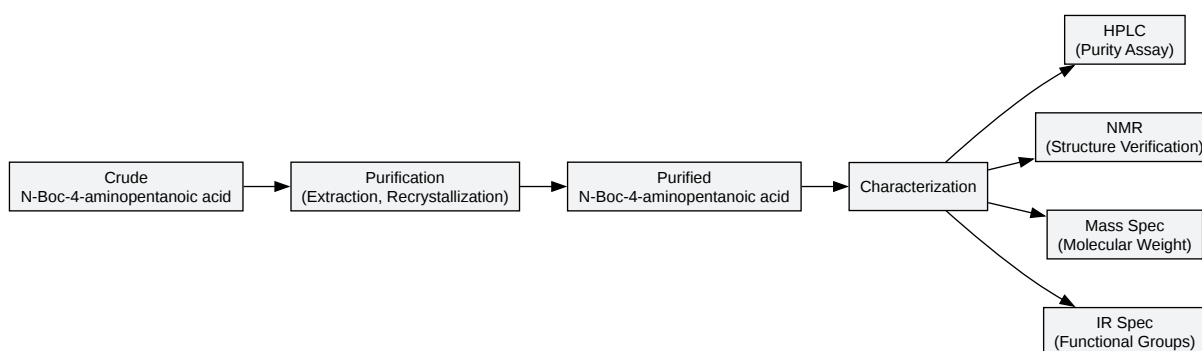 Crude
N-Boc-4-aminopentanoic acid
Purification
(Extraction, Recrystallization)
Purified
N-Boc-4-aminopentanoic acid
Characterization
HPLC
(Purity Assay)
NMR
(Structure Verification)
Mass Spec
(Molecular Weight)
IR Spec
(Functional Groups)